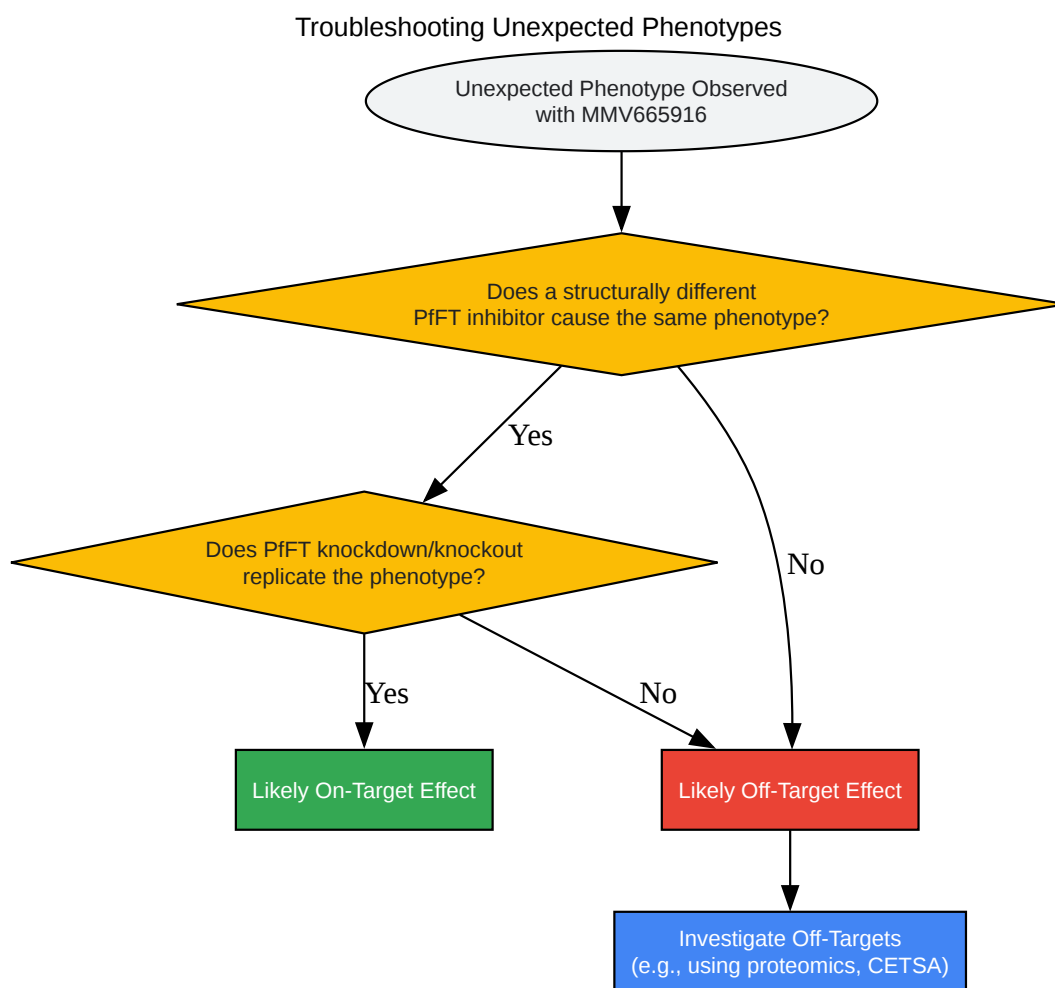 Troubleshooting Unexpected Phenotypes
Unexpected Phenotype Observed
with MMV665916
Does a structurally different
PfFT inhibitor cause the same phenotype?
Yes
No
Does PfFT knockdown/knockout
replicate the phenotype?
Yes
No
Likely On-Target Effect
Likely Off-Target Effect
Investigate Off-Targets
(e.g., using proteomics, CETSA)